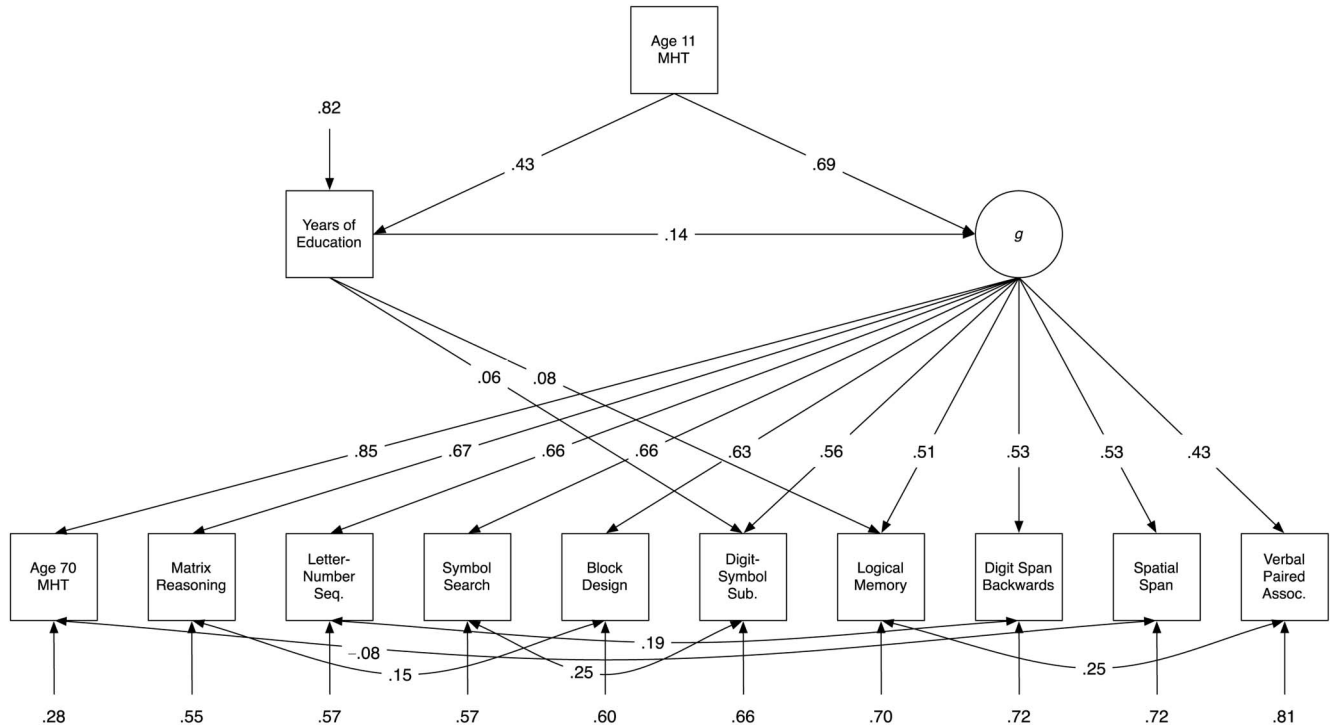 Age 11
MHT
.82
.43
.69
Years of
Education
.14
g
.06
.08
.85
.67
.66
.66
.63
.56
.51
.53
.53
.43
Age 70
MHT
Matrix
Reasoning
Letter-
Number
Seq.
Symbol
Search
Block
Design
Digit-
Symbol
Sub.
Logical
Memory
Digit Span
Backwards
Spatial
Span
Verbal
Paired
Assoc.
.19
–.08
.15
.25
.25
.28
.55
.57
.57
.60
.66
.70
.72
.72
.81